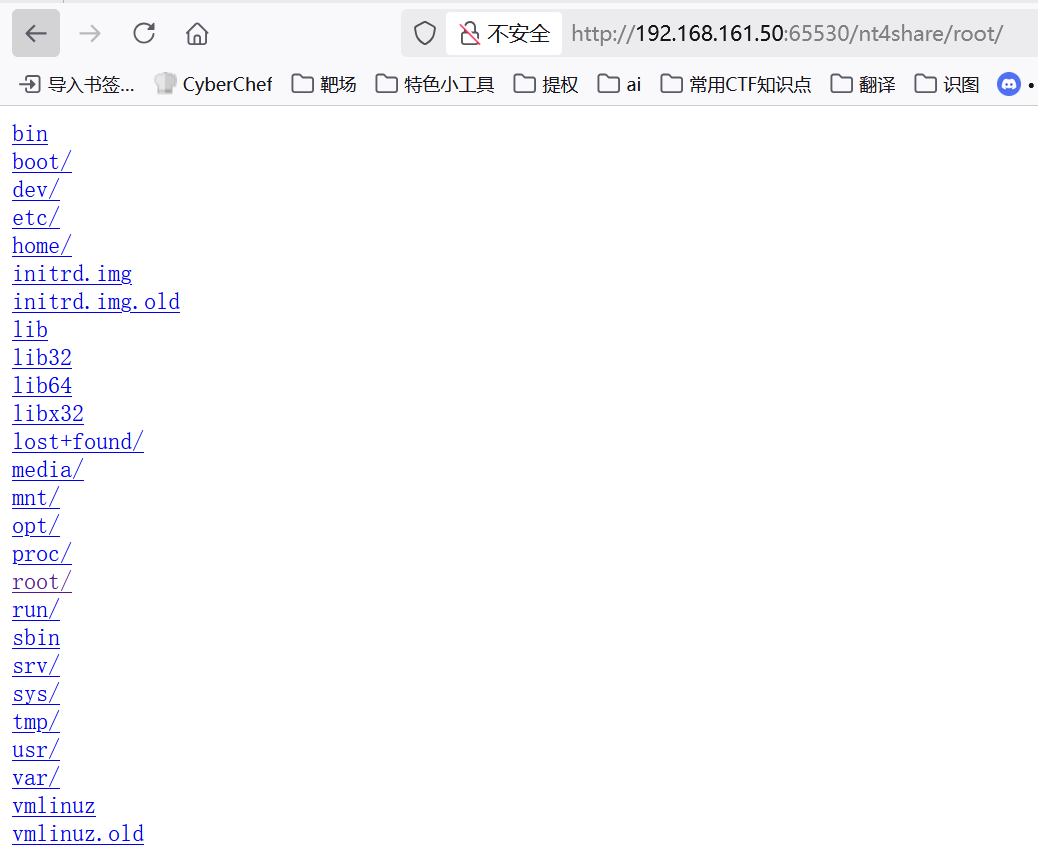 不安全 http://192.168.161.50:65530/nt4share/root/
导入书签... CyberChef 靶场 特色小工具 提权 ai 常用CTF知识点 翻译 识图
bin
boot/
dev/
etc/
home/
initrd.img
initrd.img.old
lib
lib32
lib64
libx32
lost+found/
media/
mnt/
opt/
proc/
root/
run/
sbin
srv/
sys/
tmp/
usr/
var/
vmlinuz
vmlinuz.old